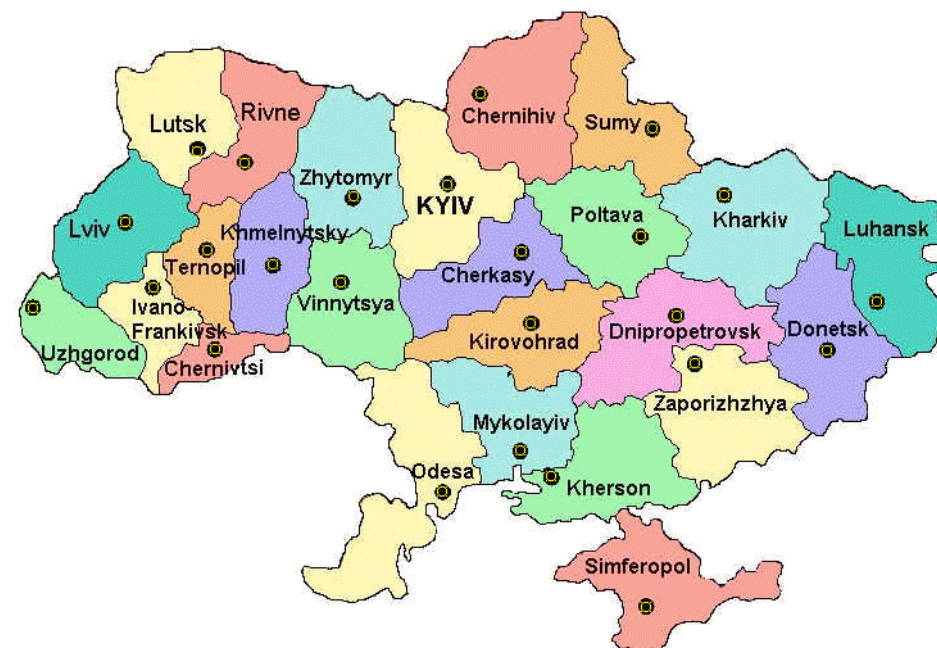 Chernihiv
Sumy
Rivne
Lutsk
Zhytomyr
KYIV
Poltava
Kharkiv
Luhansk
Lviv
Khmelnytsky
Ternopil
Cherkasy
Vinnytsya
Ivano-
Frankivsk
Uzhgorod
Chernivtsi
Kirovohrad
Dnipropetrovsk
Donetsk
Zaporizhzhya
Mykolayiv
Odesa
Kherson
Simferopol